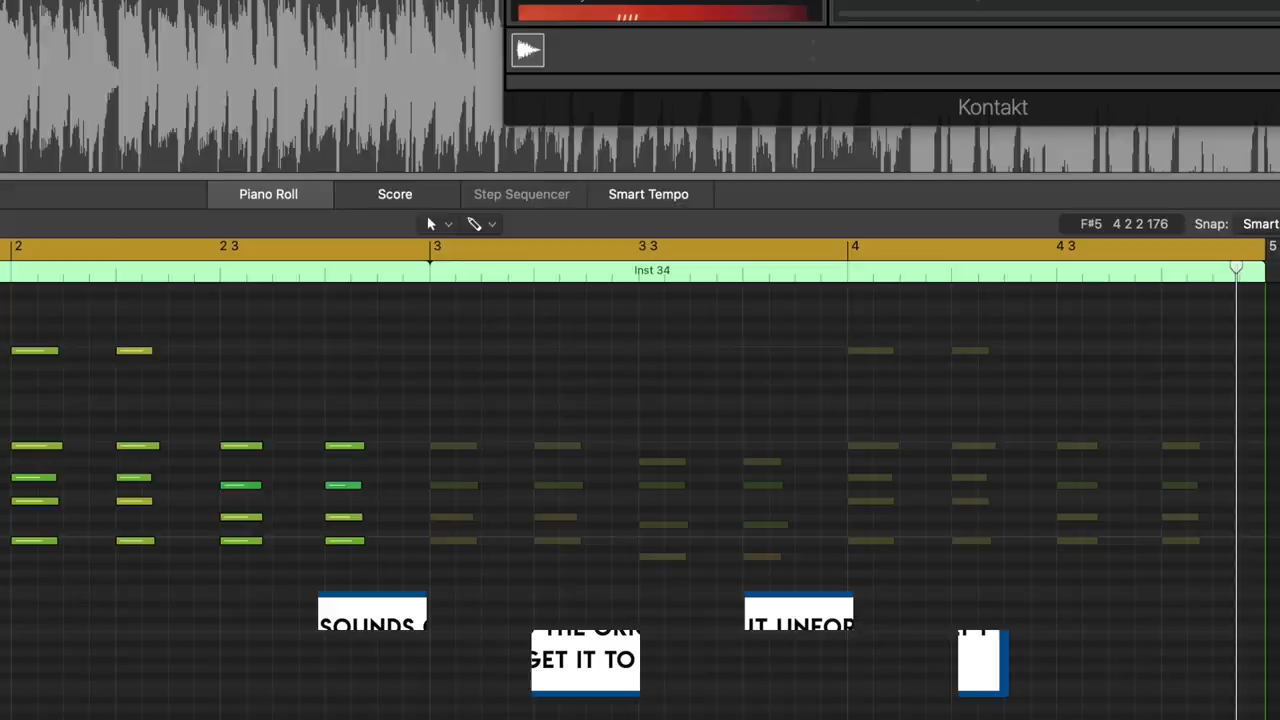 Kontakt
Piano Roll
Score
Step Sequencer
Smart Tempo
F#5 4 2 2 176
Snap: Smart
2 2 3 3 3 3 4 4 3 5
Inst 34
SOUNDS
IT
GET IT TO